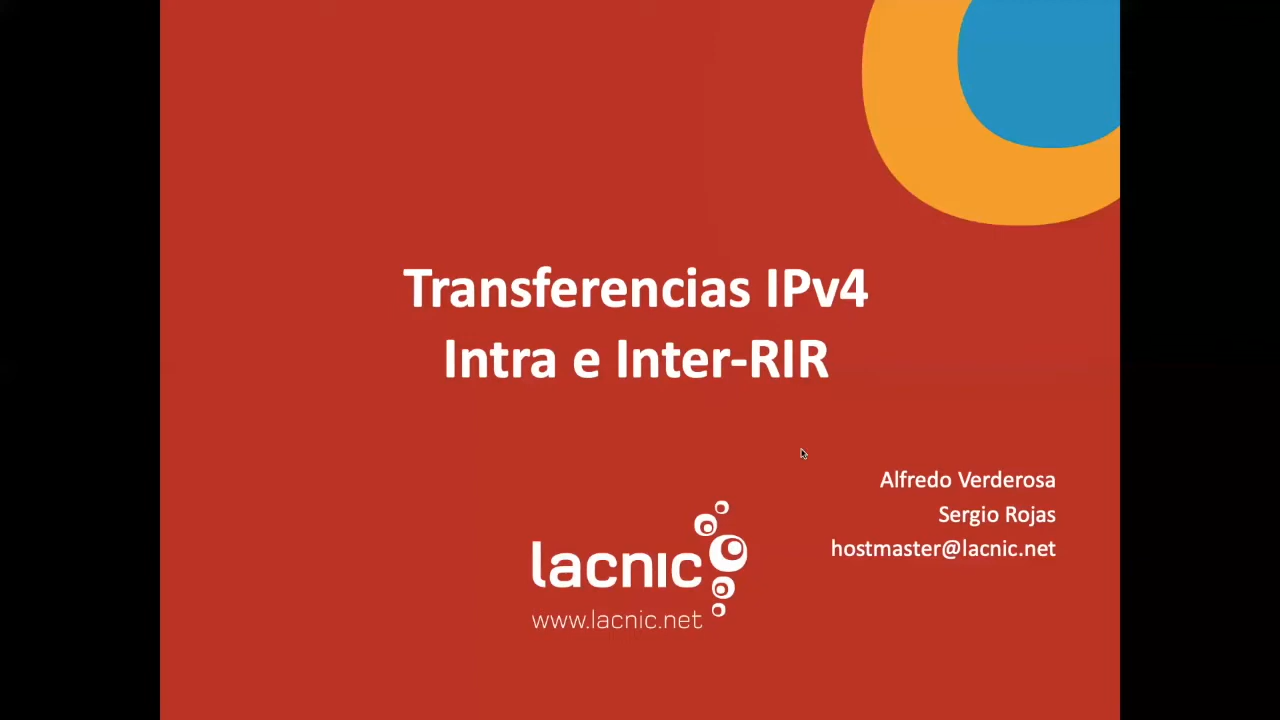 Transferencias IPv4
Intra e Inter-RIR
Alfredo Verderosa
Sergio Rojas
hostmaster@lacnic.net
lacnic
www.lacnic.net